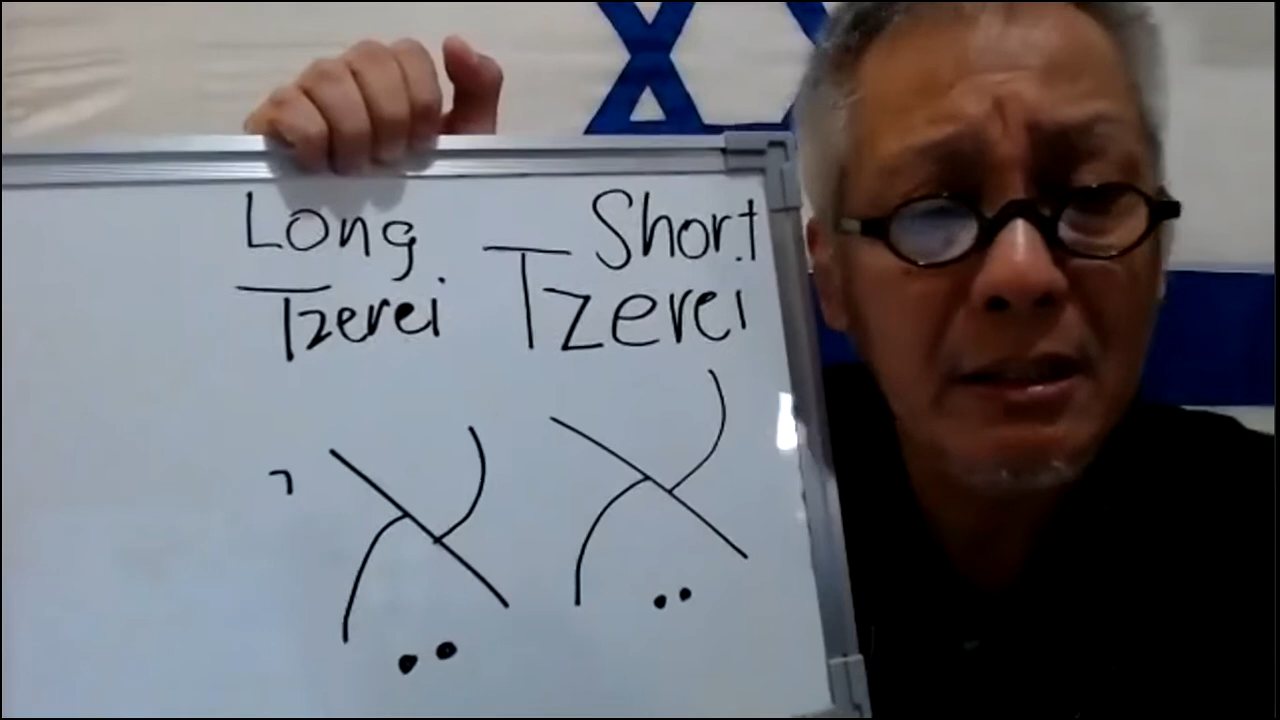 Long
Tzerei
Short
Tzerei
אֵי
אֵ